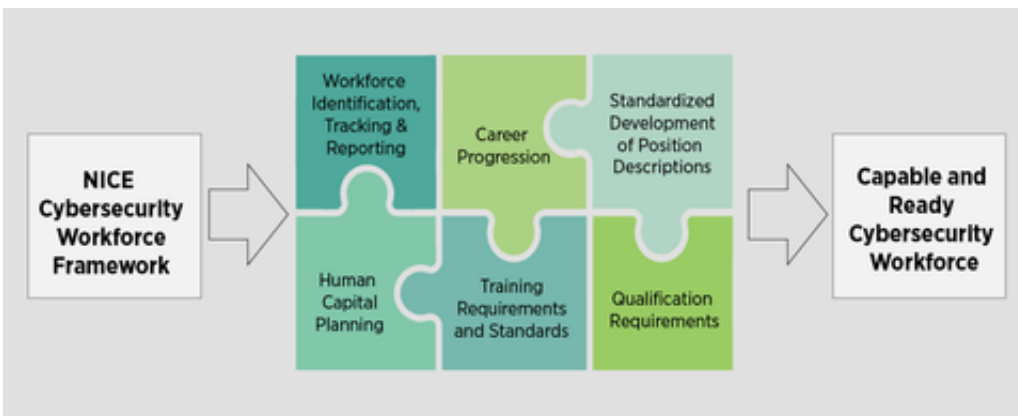 NICE
Cybersecurity
Workforce
Framework
Workforce
Identification,
Tracking &
Reporting
Career
Progression
Standardized
Development
of Position
Descriptions
Human
Capital
Planning
Training
Requirements
and Standards
Qualification
Requirements
Capable and
Ready
Cybersecurity
Workforce